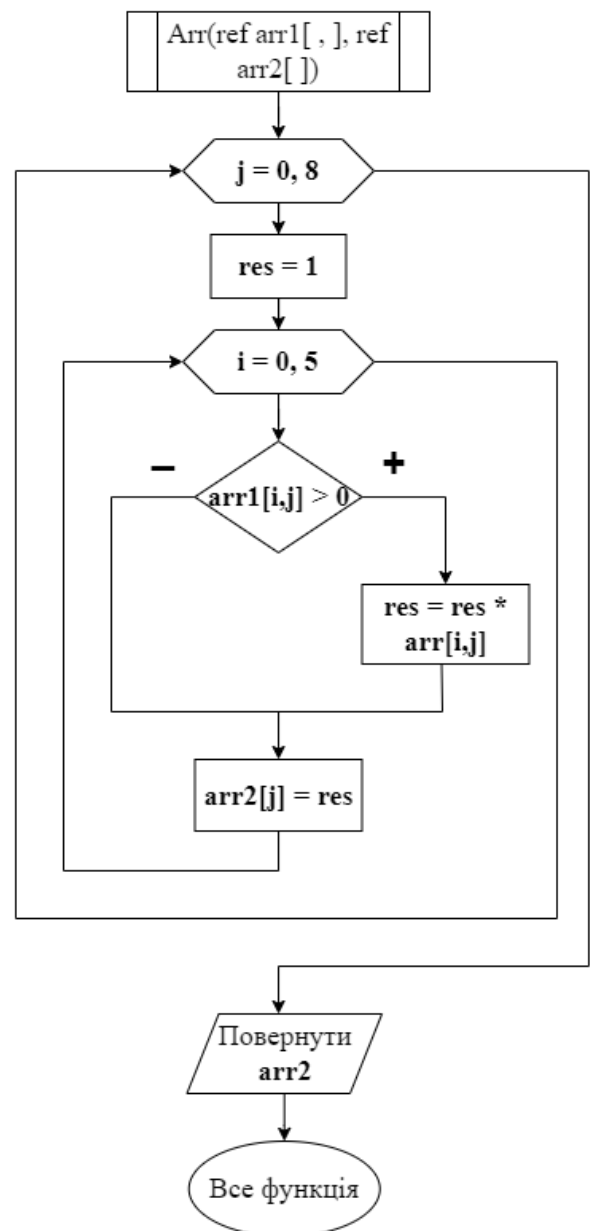 Arr(ref arr1[ , ], ref
arr2[ ])
j = 0, 8
res = 1
i = 0, 5
–
+
arr1[i,j] > 0
res = res *
arr[i,j]
arr2[j] = res
Повернути
arr2
Все функція